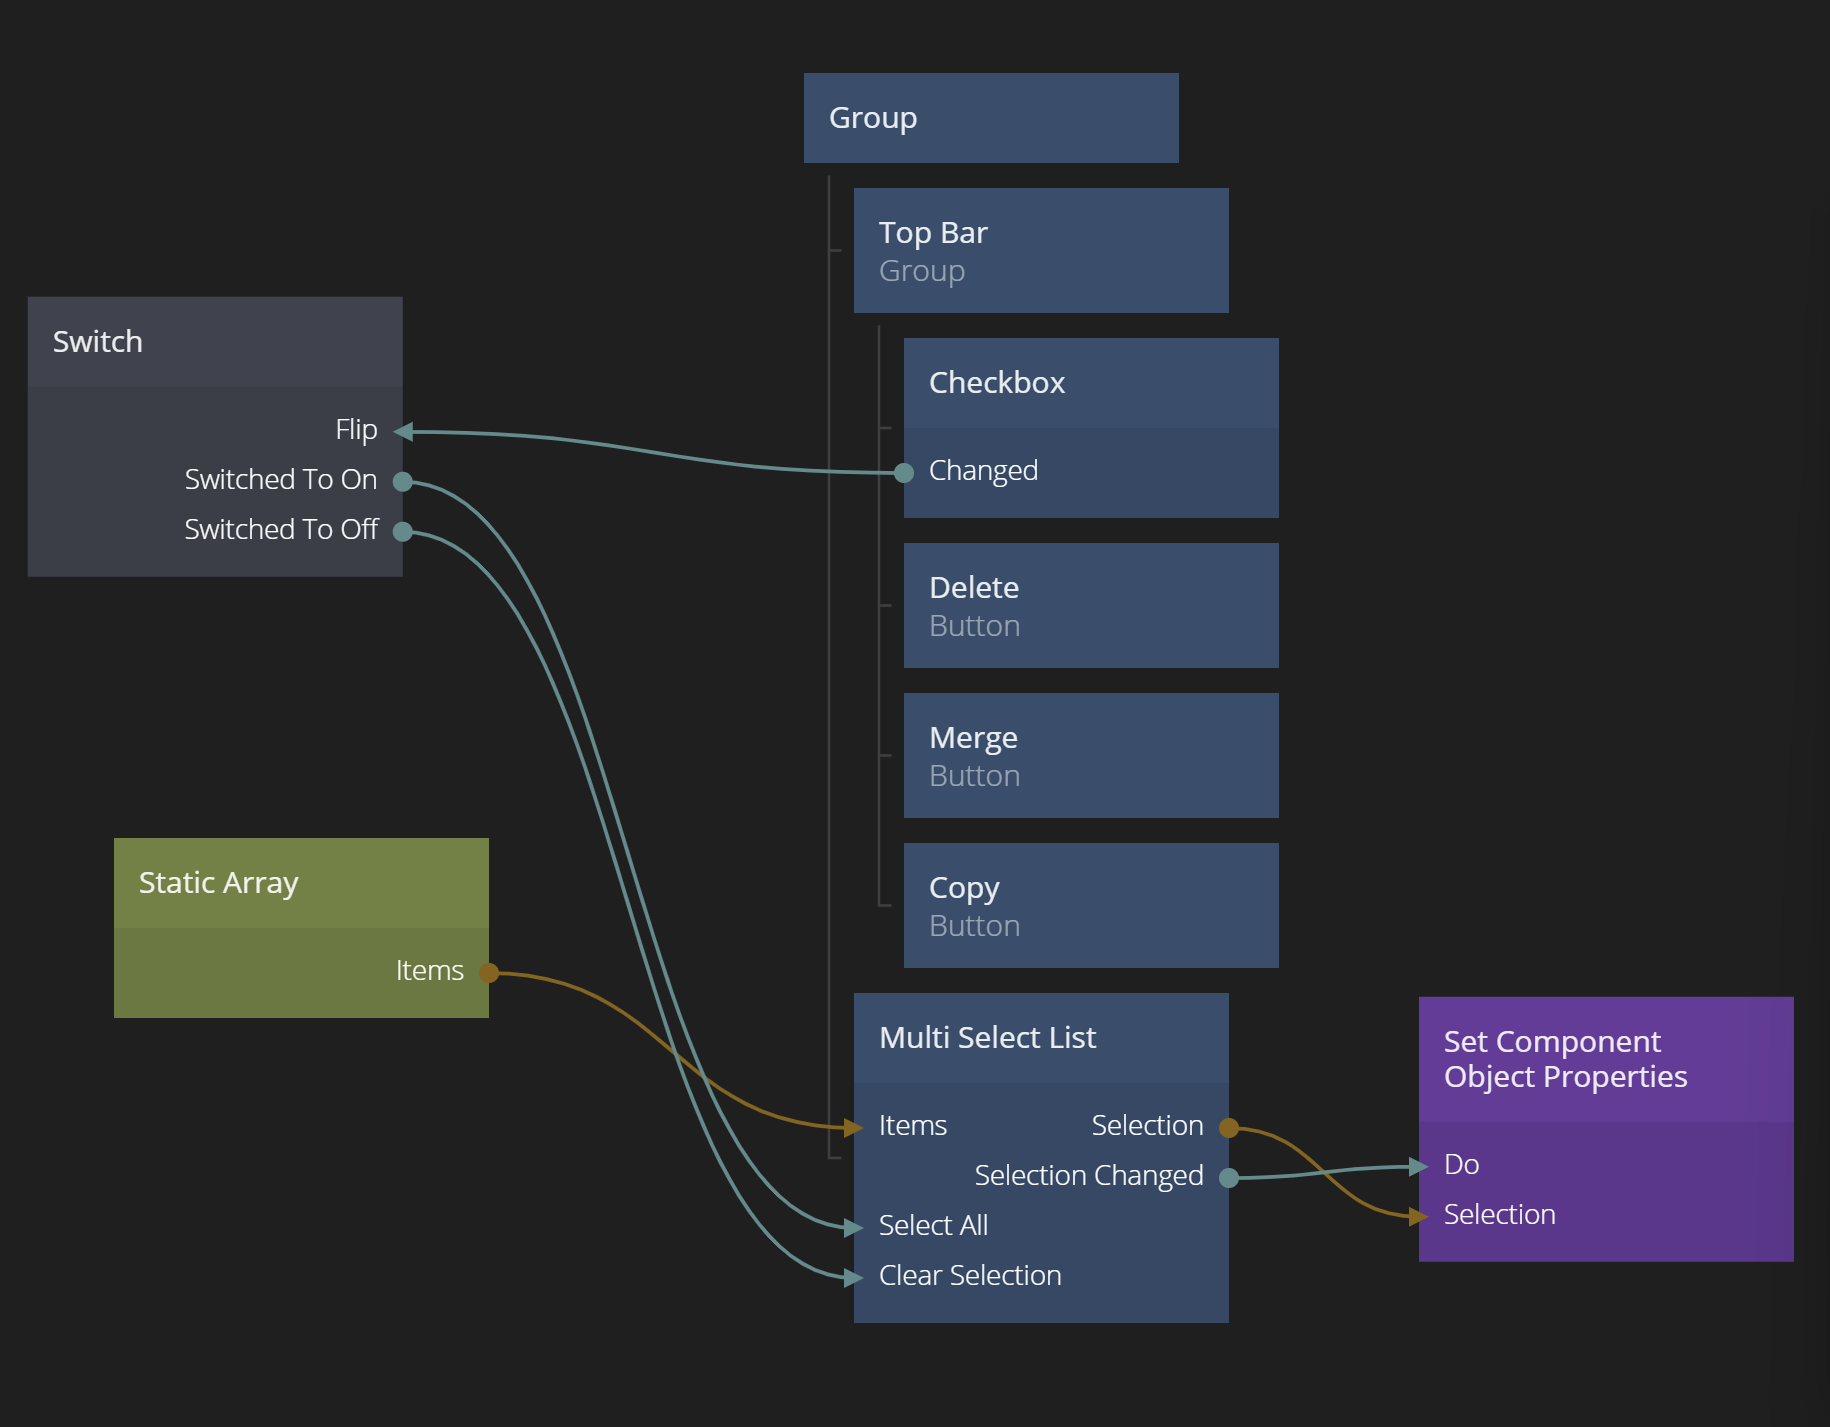 Group
Top Bar
Group
Switch
Flip
Switched To On
Switched To Off
Checkbox
Changed
Delete
Button
Merge
Button
Copy
Button
Static Array
Items
Multi Select List
Items
Selection
Selection Changed
Select All
Clear Selection
Set Component
Object Properties
Do
Selection